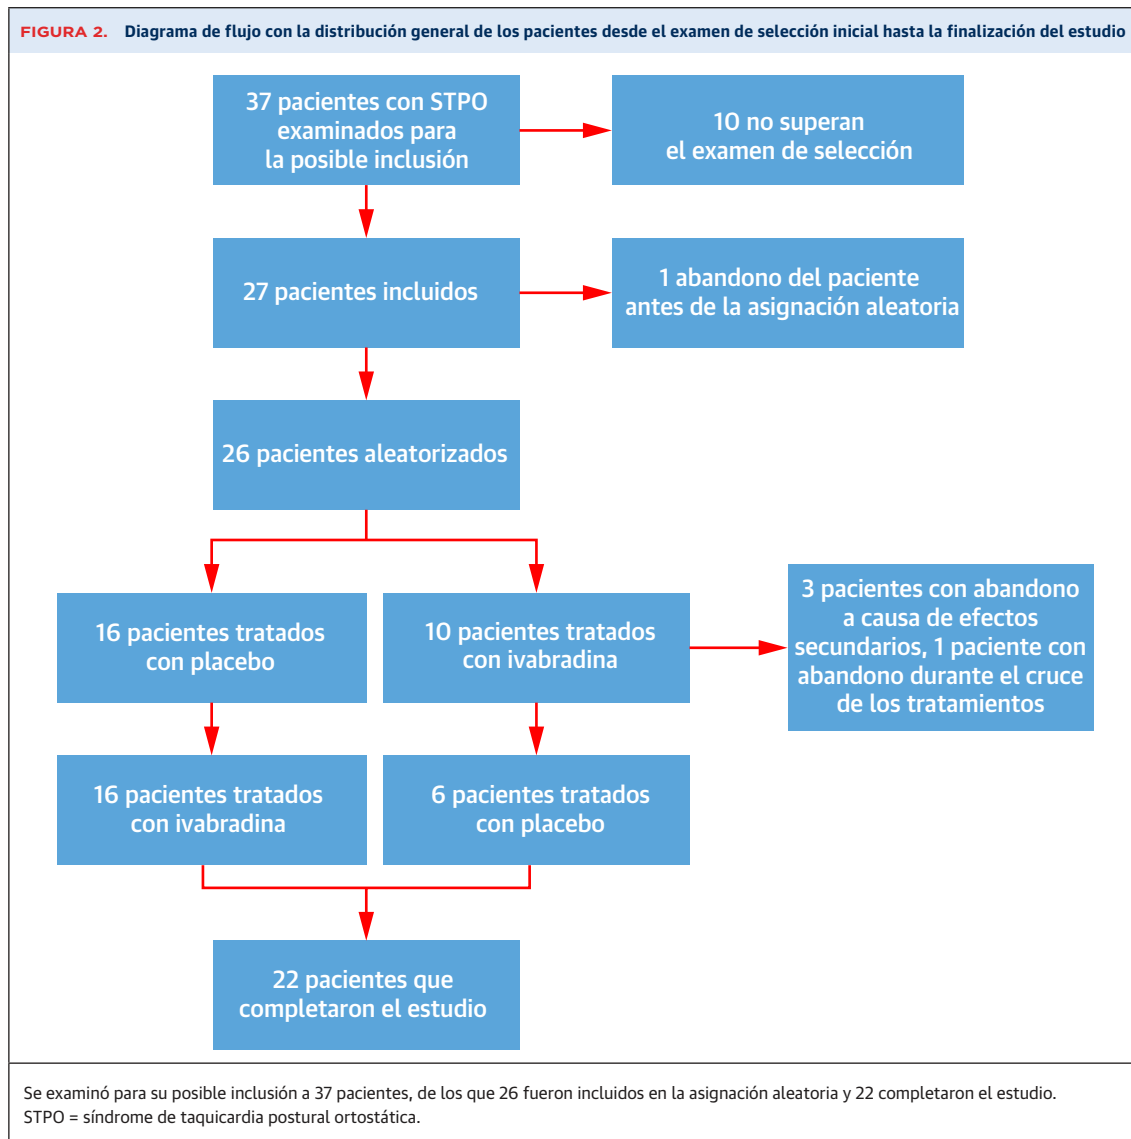 FIGURA 2. Diagrama de flujo con la distribución general de los pacientes desde el examen de selección inicial hasta la finalización del estudio
37 pacientes con STPO
examinados para
la posible inclusión
10 no superan
el examen de selección
27 pacientes incluidos
1 abandono del paciente
antes de la asignación aleatoria
26 pacientes aleatorizados
16 pacientes tratados
con placebo
10 pacientes tratados
con ivabradina
3 pacientes con abandono
a causa de efectos
secundarios, 1 paciente con
abandono durante el cruce
de los tratamientos
16 pacientes tratados
con ivabradina
6 pacientes tratados
con placebo
22 pacientes que
completaron el estudio
Se examinó para su posible inclusión a 37 pacientes, de los que 26 fueron incluidos en la asignación aleatoria y 22 completaron el estudio.
STPO = síndrome de taquicardia postural ortostática.